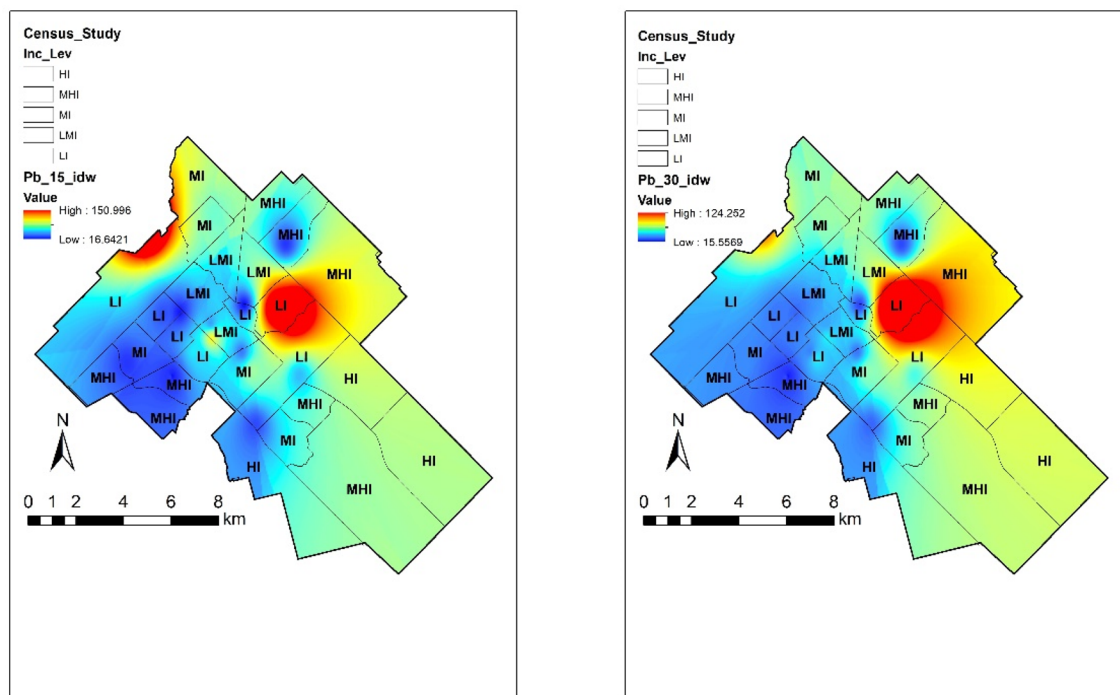 Census_Study
Inc_Lev
HI
MHI
MI
LMI
LI
Pb_15_idw
Value
High : 150.996
Low : 16.6421
MI
MHI
MI
MHI
LMI
LMI
MHI
LI
LMI
LI
LI
LI
LI
LMI
MI
LI
LI
MI
HI
MHI
MHI
MHI
MHI
MI
HI
HI
MHI
N
0 2 4 6 8
km
Census_Study
Inc_Lev
HI
MHI
MI
LMI
LI
Pb_30_idw
Value
High : 124.252
Low : 15.5569
MI
MHI
MI
MHI
LMI
LMI
MHI
LI
LMI
LI
LI
LI
LI
LMI
MI
LI
LI
MI
HI
MHI
MHI
MHI
MHI
MI
HI
HI
MHI
N
0 2 4 6 8
km